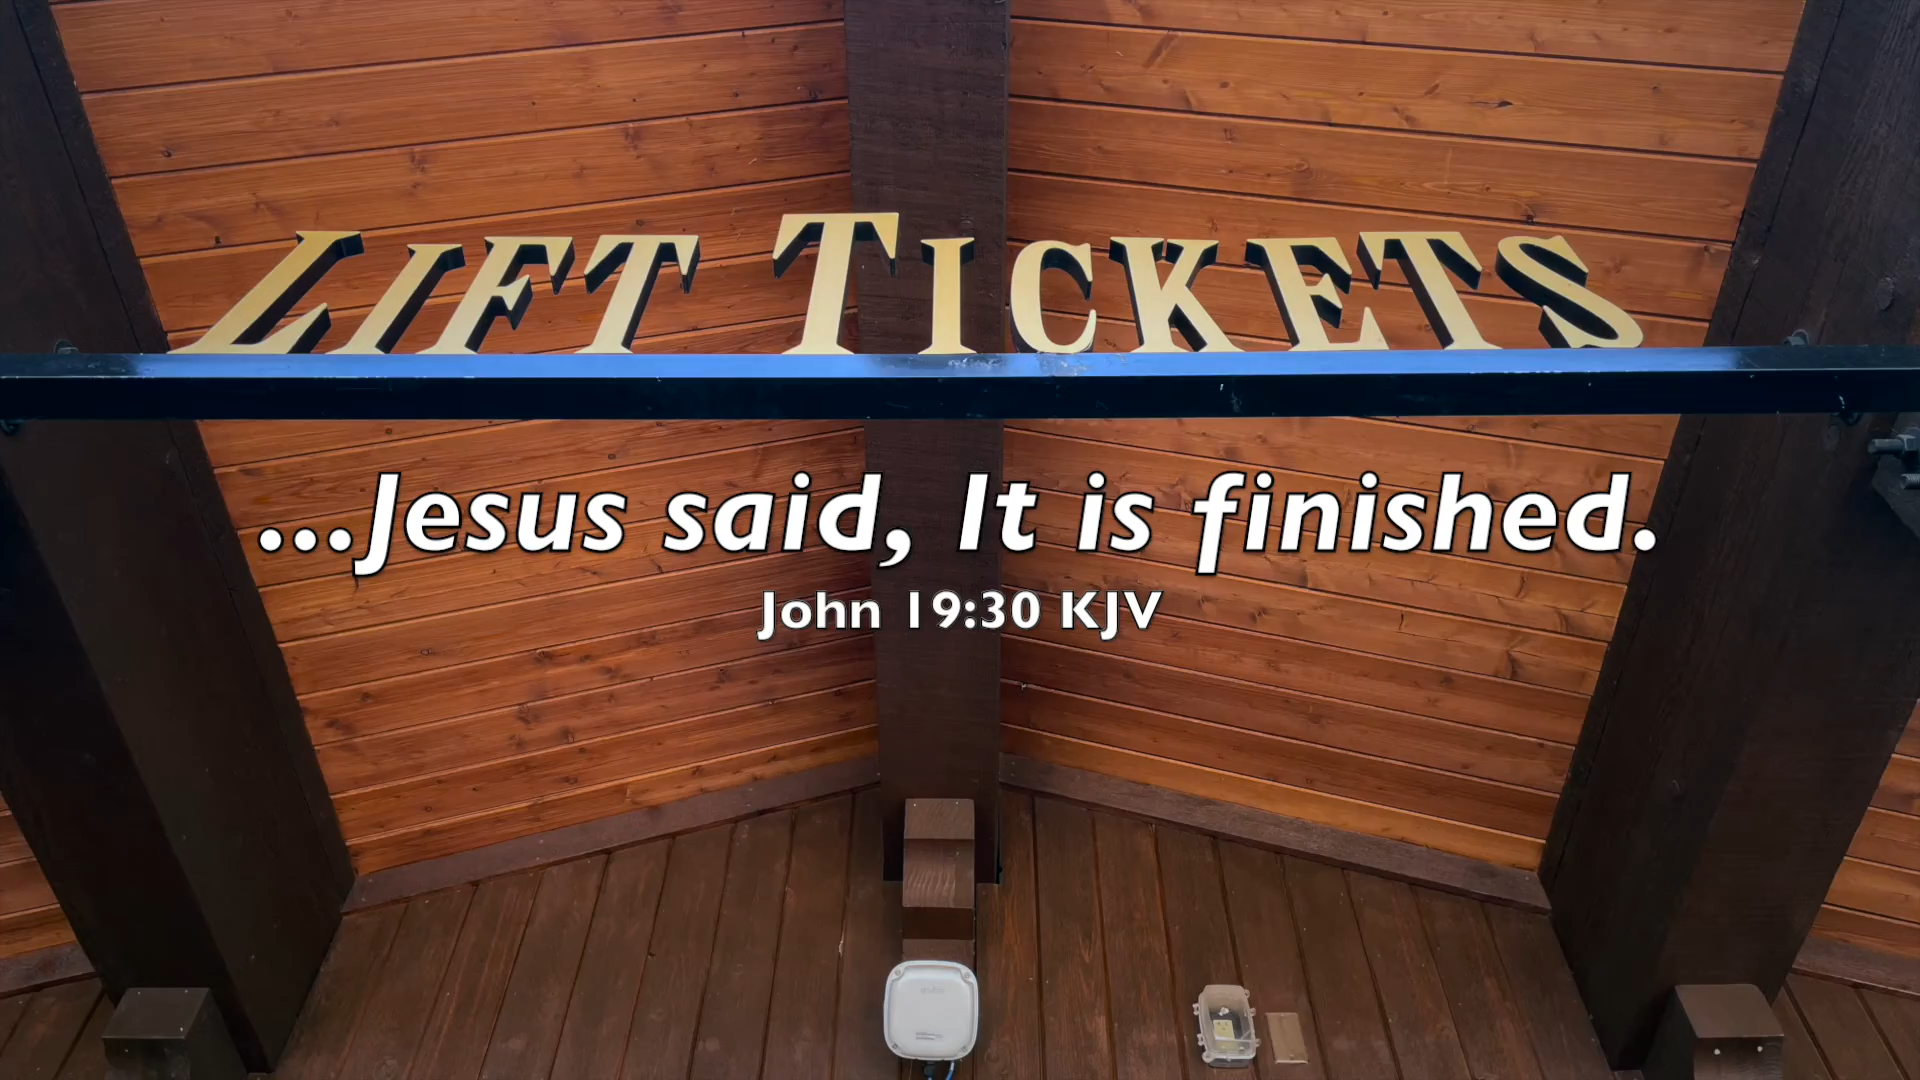 LIFT TICKETS
...Jesus said, It is finished.
John 19:30 KJV